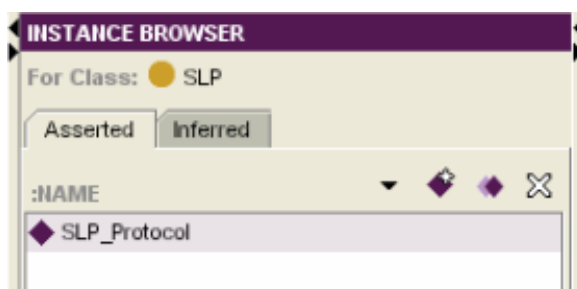 INSTANCE BROWSER
For Class: SLP
Asserted Inferred
:NAME
SLP_Protocol